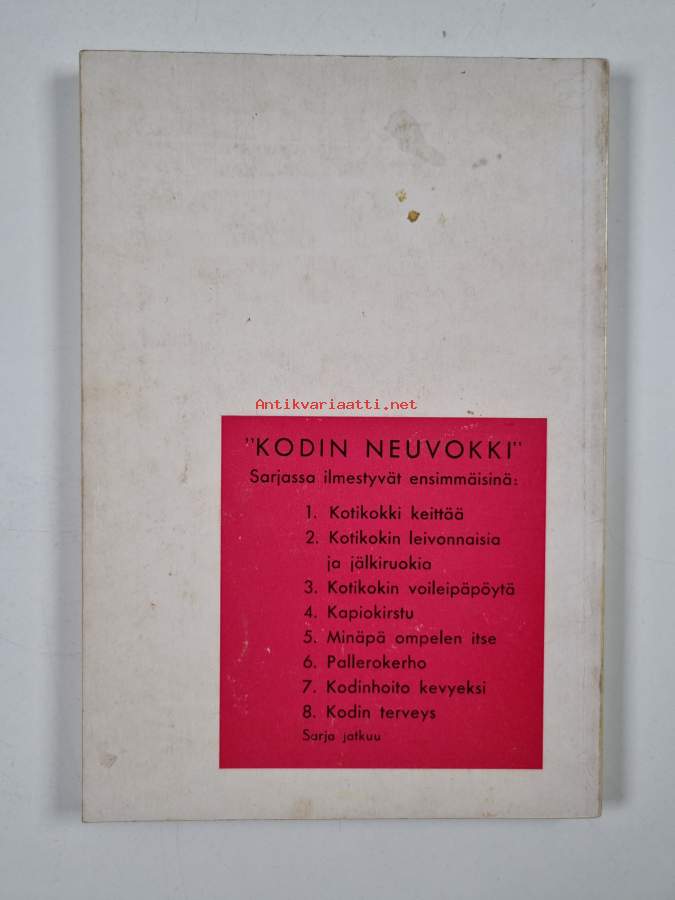 Antikvariaatti.net
"KODIN NEUVOKKI"
Sarjassa ilmestyvät ensimmäisinä:
1. Kotikokki keittää
2. Kotikokin leivonnaisia
ja jälkiruokia
3. Kotikokin voileipäpöytä
4. Kapiokirstu
5. Minäpä ompelen itse
6. Pallerokerho
7. Kodinhoito kevyeksi
8. Kodin terveys
Sarja jatkuu